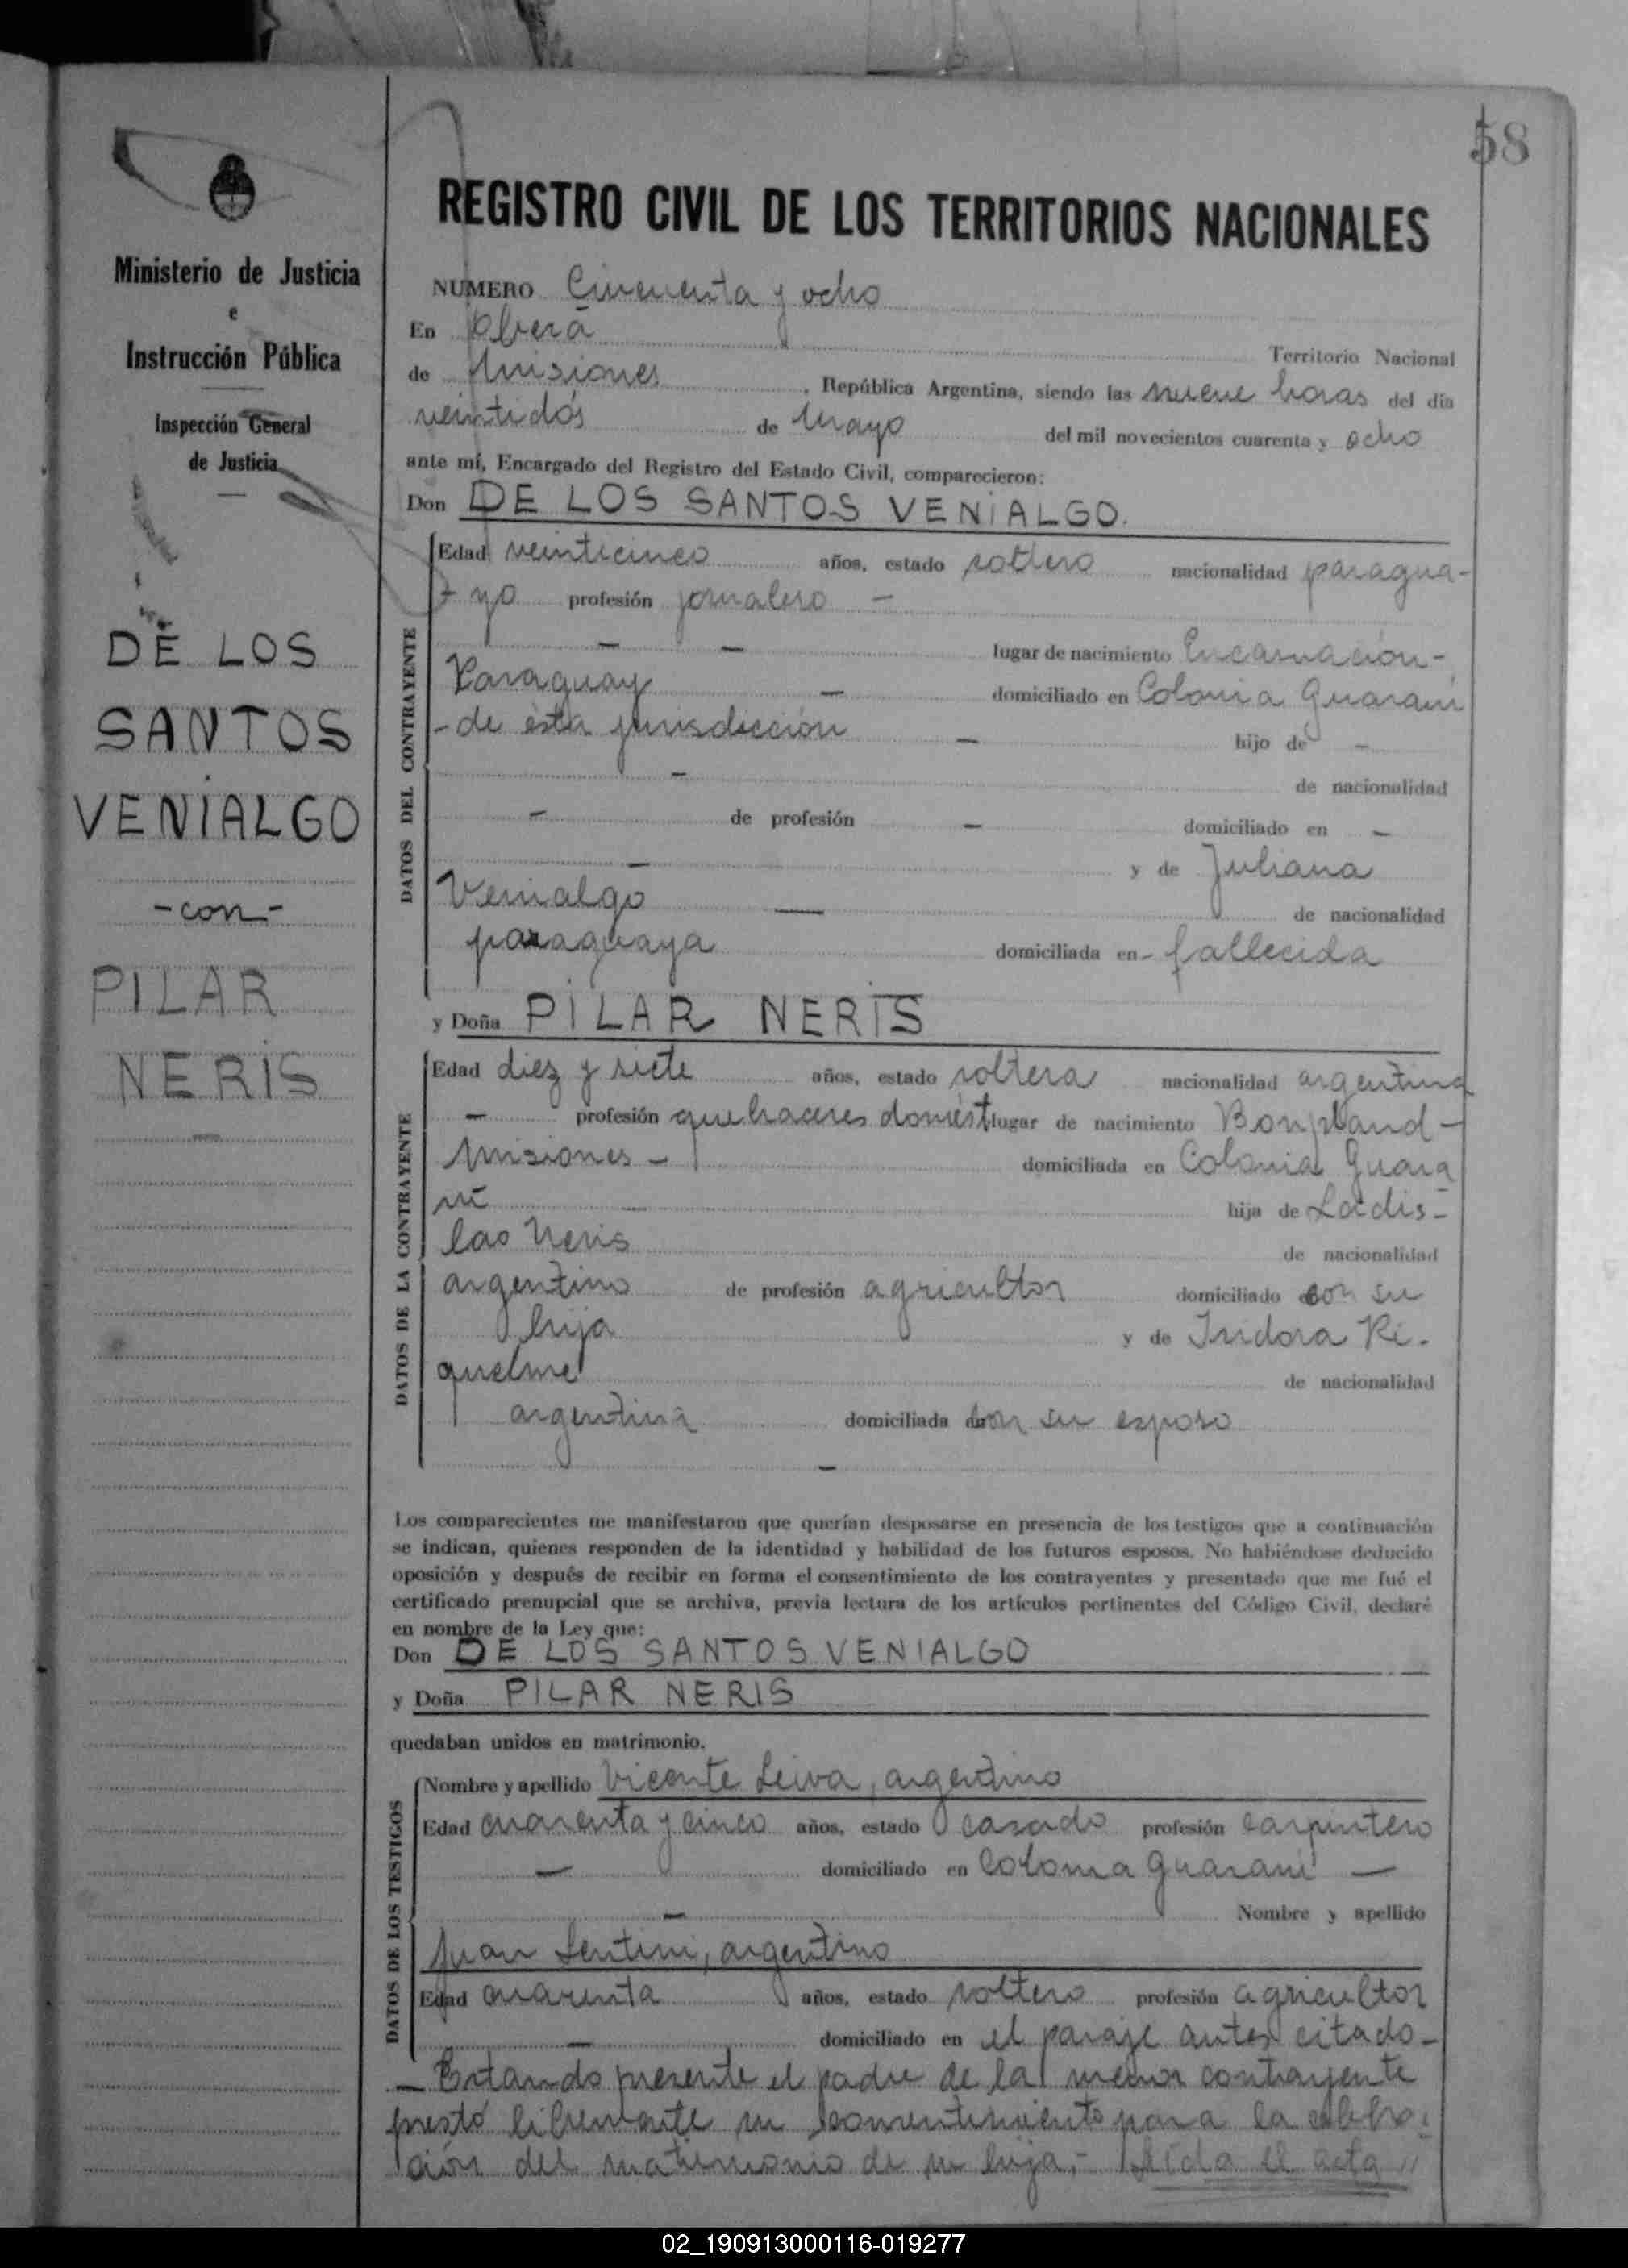 58
Ministerio de Justicia
e
Instrucción Pública
Inspección General
de Justicia
DE LOS
SANTOS
VENIALGO
-con-
PILAR
NERIS
REGISTRO CIVIL DE LOS TERRITORIOS NACIONALES
NUMERO Cincuenta y ocho
En Oberá Territorio Nacional
de Misiones, República Argentina, siendo las nueve horas del día
veintidós de Mayo del mil novecientos cuarenta y ocho
ante mí, Encargado del Registro del Estado Civil, comparecieron:
Don DE LOS SANTOS VENIALGO.
DATOS DEL CONTRAYENTE
Edad veinticinco años, estado soltero nacionalidad paragua-
yo profesión jornalero -
- - lugar de nacimiento Encarnación-
Paraguay - domiciliado en Colonia Guaraní
-de ésta jurisdicción - hijo de -
- de nacionalidad
- de profesión - domiciliado en -
- y de Juliana
Venialgo - de nacionalidad
paraguaya domiciliada en - fallecida
y Doña PILAR NERIS
DATOS DE LA CONTRAYENTE
Edad diez y siete años, estado soltera nacionalidad argentina
- profesión quehaceres domést lugar de nacimiento Bonpland-
Misiones - domiciliada en Colonia Guara
ní hija de Ladis-
lao Neris de nacionalidad
argentino de profesión agricultor domiciliado con su
hija y de Isidora Ri-
quelme de nacionalidad
argentina domiciliada con su esposo
-
Los comparecientes me manifestaron que querían desposarse en presencia de los testigos que a continuación
se indican, quienes responden de la identidad y habilidad de los futuros esposos. No habiéndose deducido
oposición y después de recibir en forma el consentimiento de los contrayentes y presentado que me fué el
certificado prenupcial que se archiva, previa lectura de los artículos pertinentes del Código Civil, declaré
en nombre de la Ley que:
Don DE LOS SANTOS VENIALGO
y Doña PILAR NERIS
quedaban unidos en matrimonio.
DATOS DE LOS TESTIGOS
Nombre y apellido Vicente Leiva, argentino
Edad cuarenta y cinco años, estado casado profesión carpintero
- domiciliado en Colonia Guaraní -
- Nombre y apellido
Juan Sentini, argentino
Edad cuarenta años, estado soltero profesión agricultor
- domiciliado en el paraje antes citado-
- Estando presente el padre de la menor contrayente
prestó libremente su consentimiento para la celebra-
ción del matrimonio de su hija.- Leída el acta //
02_190913000116-019277